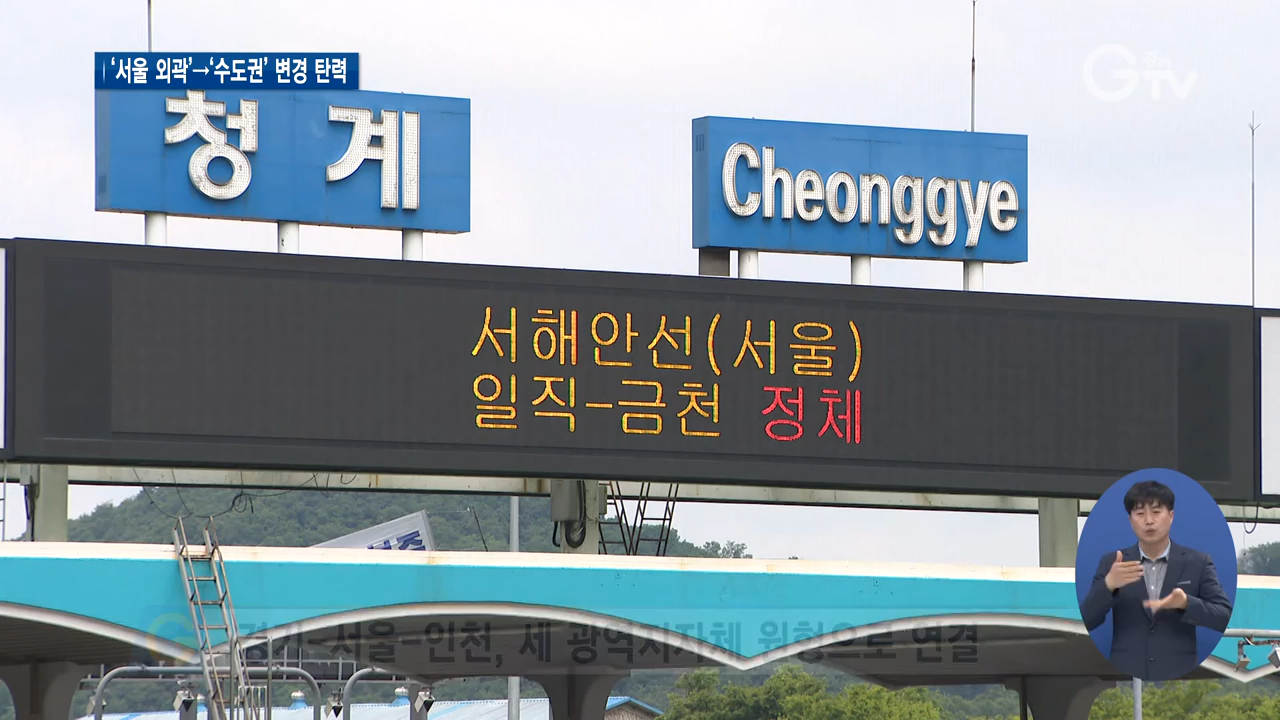 '서울 외곽'→'수도권' 변경 탄력
GTV
청계
Cheonggye
서해안선(서울)
일직-금천 정체
경기-서울-인천, 세 광역지자체 원형으로 연결